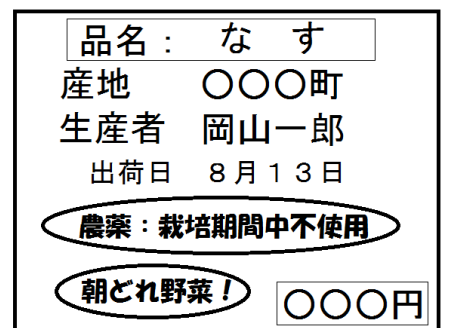 品名： なす
産地 〇〇〇町
生産者 岡山一郎
出荷日 ８月１３日
農薬：栽培期間中不使用
朝どれ野菜！
〇〇〇円